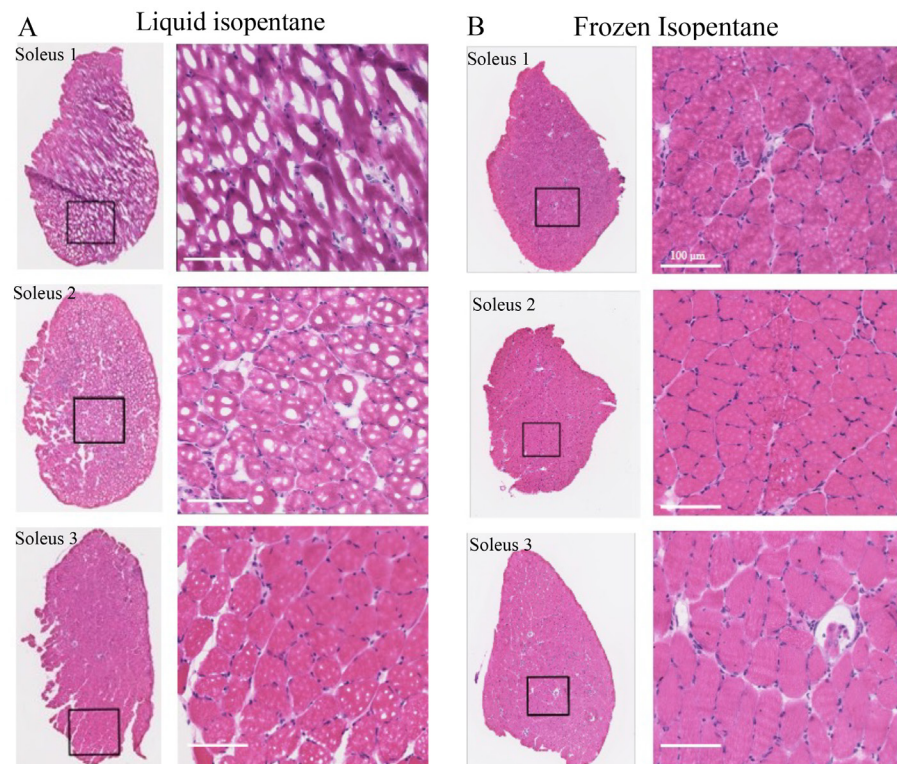 A
Liquid isopentane
Soleus 1
Soleus 2
Soleus 3
B
Frozen Isopentane
Soleus 1
100 μm
Soleus 2
Soleus 3